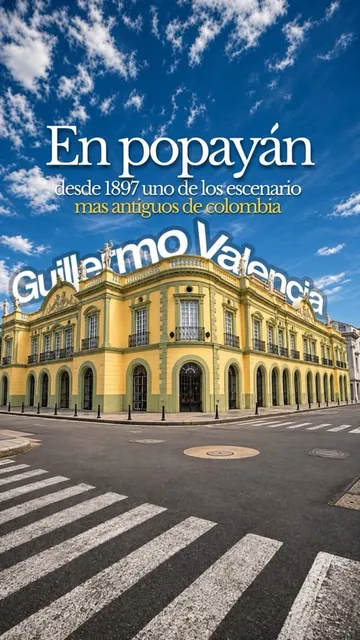 En popayán
desde 1897 uno de los escenario
mas antiguos de colombia
Guillermo Valencia